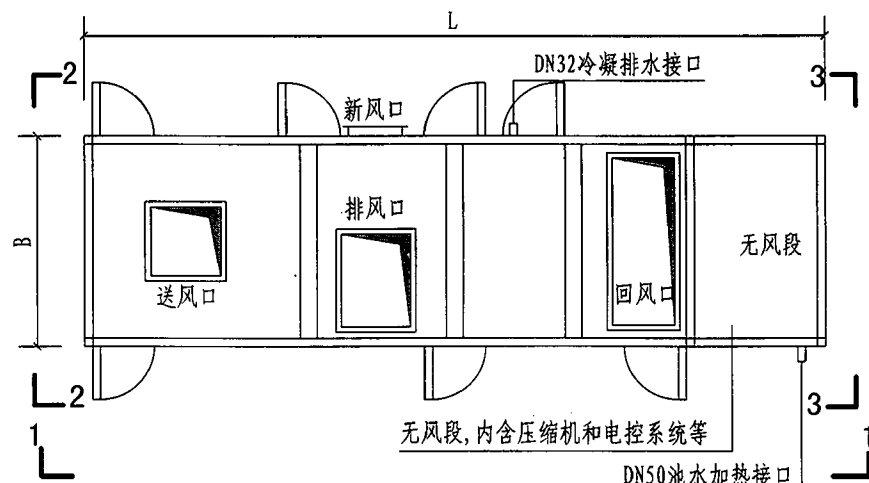 L
2
3
DN32冷凝排水接口
新风口
B
排风口
无风段
送风口
回风口
2
3
1
无风段,内含压缩机和电控系统等
1
DN50池水加热接口